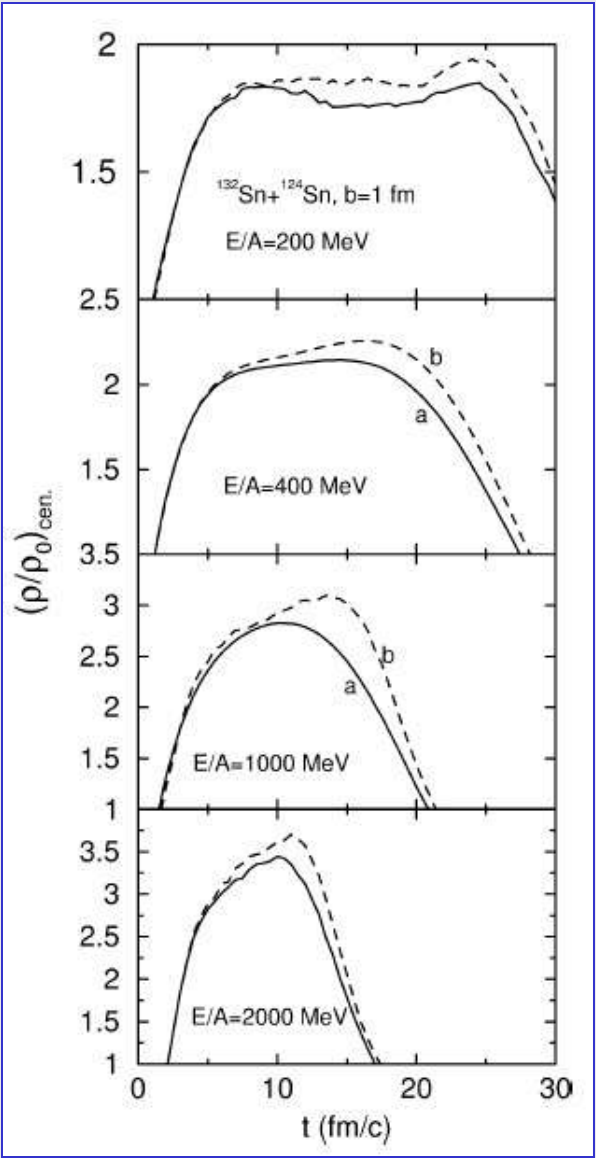 2
1.5
¹³²Sn+¹²⁴Sn, b=1 fm
E/A=200 MeV
2.5
b
2
a
1.5
E/A=400 MeV
3.5
(ρ/ρ₀)cen.
3
b
2.5
a
2
1.5
E/A=1000 MeV
1
3.5
3
2.5
2
1.5
E/A=2000 MeV
1
0 10 20 30
t (fm/c)